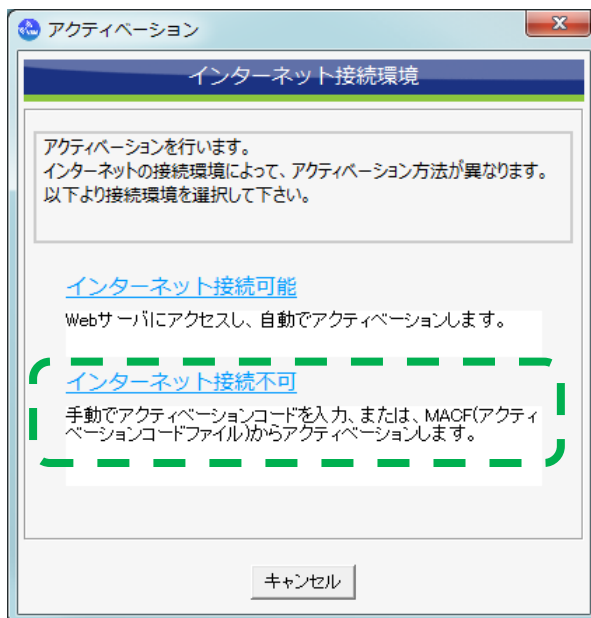 アクティベーション
インターネット接続環境
アクティベーションを行います。
インターネットの接続環境によって、アクティベーション方法が異なります。
以下より接続環境を選択して下さい。
インターネット接続可能
Webサーバにアクセスし、自動でアクティベーションします。
インターネット接続不可
手動でアクティベーションコードを入力、または、MACF(アクティ
ベーションコードファイル)からアクティベーションします。
キャンセル